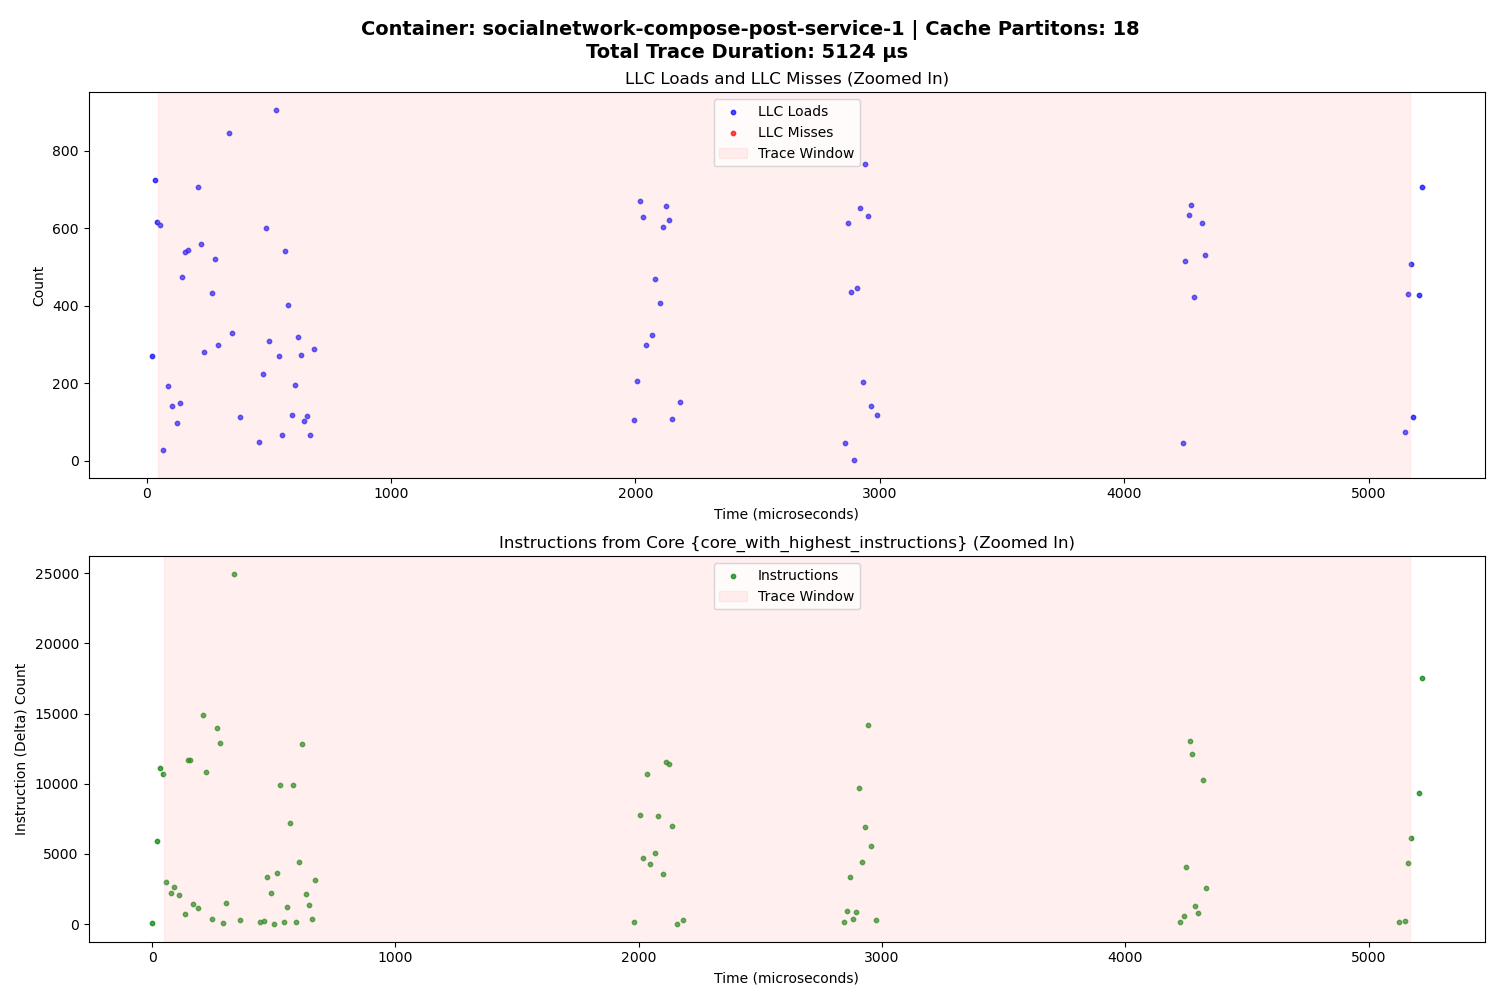 Container: socialnetwork-compose-post-service-1 | Cache Partitons: 18
Total Trace Duration: 5124 µs
LLC Loads and LLC Misses (Zoomed In)
LLC Loads
LLC Misses
Trace Window
Count
800
600
400
200
0
0 1000 2000 3000 4000 5000
Time (microseconds)
Instructions from Core {core_with_highest_instructions} (Zoomed In)
Instructions
Trace Window
Instruction (Delta) Count
25000
20000
15000
10000
5000
0
0 1000 2000 3000 4000 5000
Time (microseconds)